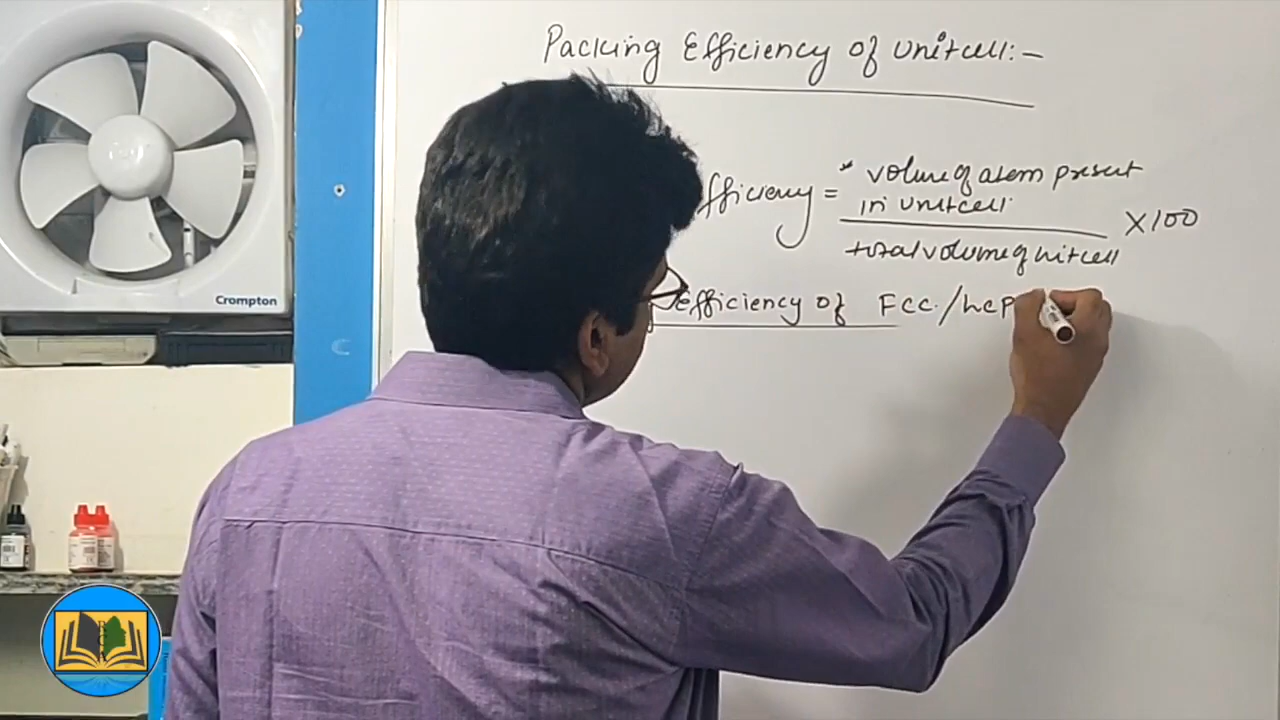 Packing Efficiency of Unitcell:-
fficiency = * volume of atom present
in unitcell
X100
total volume of unitcell
Efficiency of Fcc./hcp
Crompton